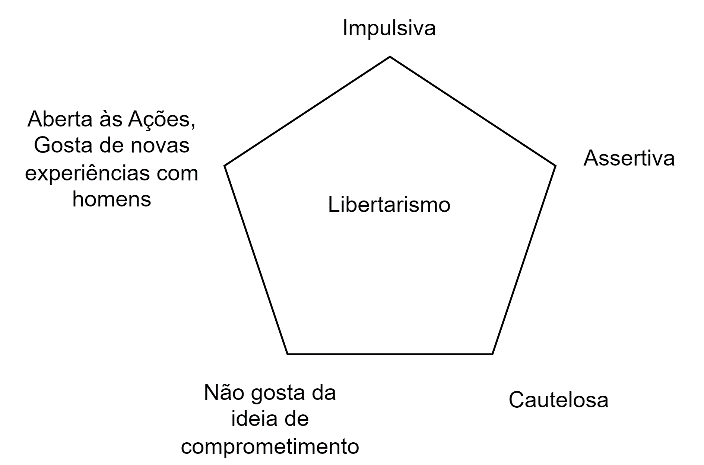 Impulsiva
Aberta às Ações,
Gosta de novas
experiências com
homens
Assertiva
Libertarismo
Não gosta da
ideia de
comprometimento
Cautelosa